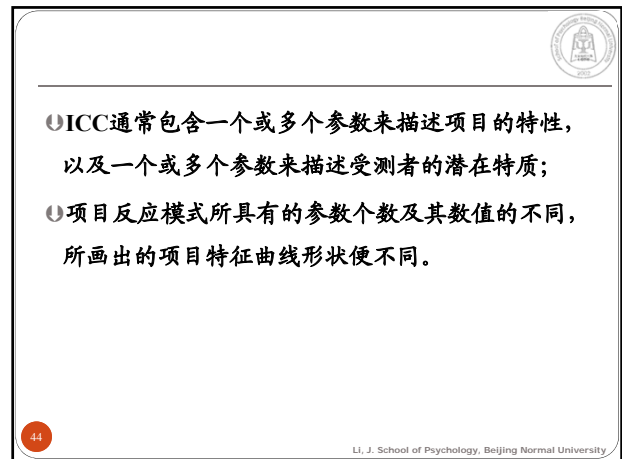 ICC通常包含一个或多个参数来描述项目的特性，
以及一个或多个参数来描述受测者的潜在特质；
项目反应模式所具有的参数个数及其数值的不同，
所画出的项目特征曲线形状便不同。
44
Li, J. School of Psychology, Beijing Normal University